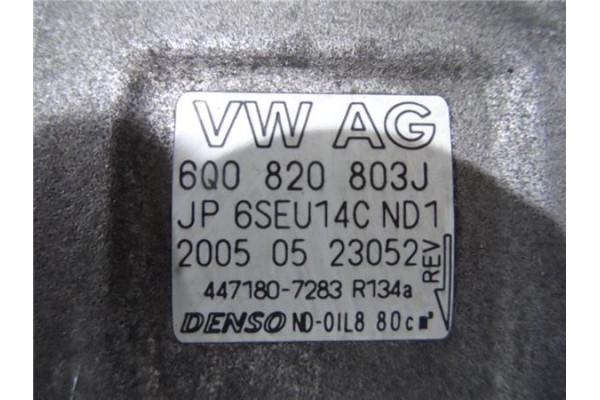 VW AG
6Q0 820 803J
JP 6SEU14C ND1
2005 05 23052
REV
447180-7283 R134a
DENSO ND-OIL8 80cm³